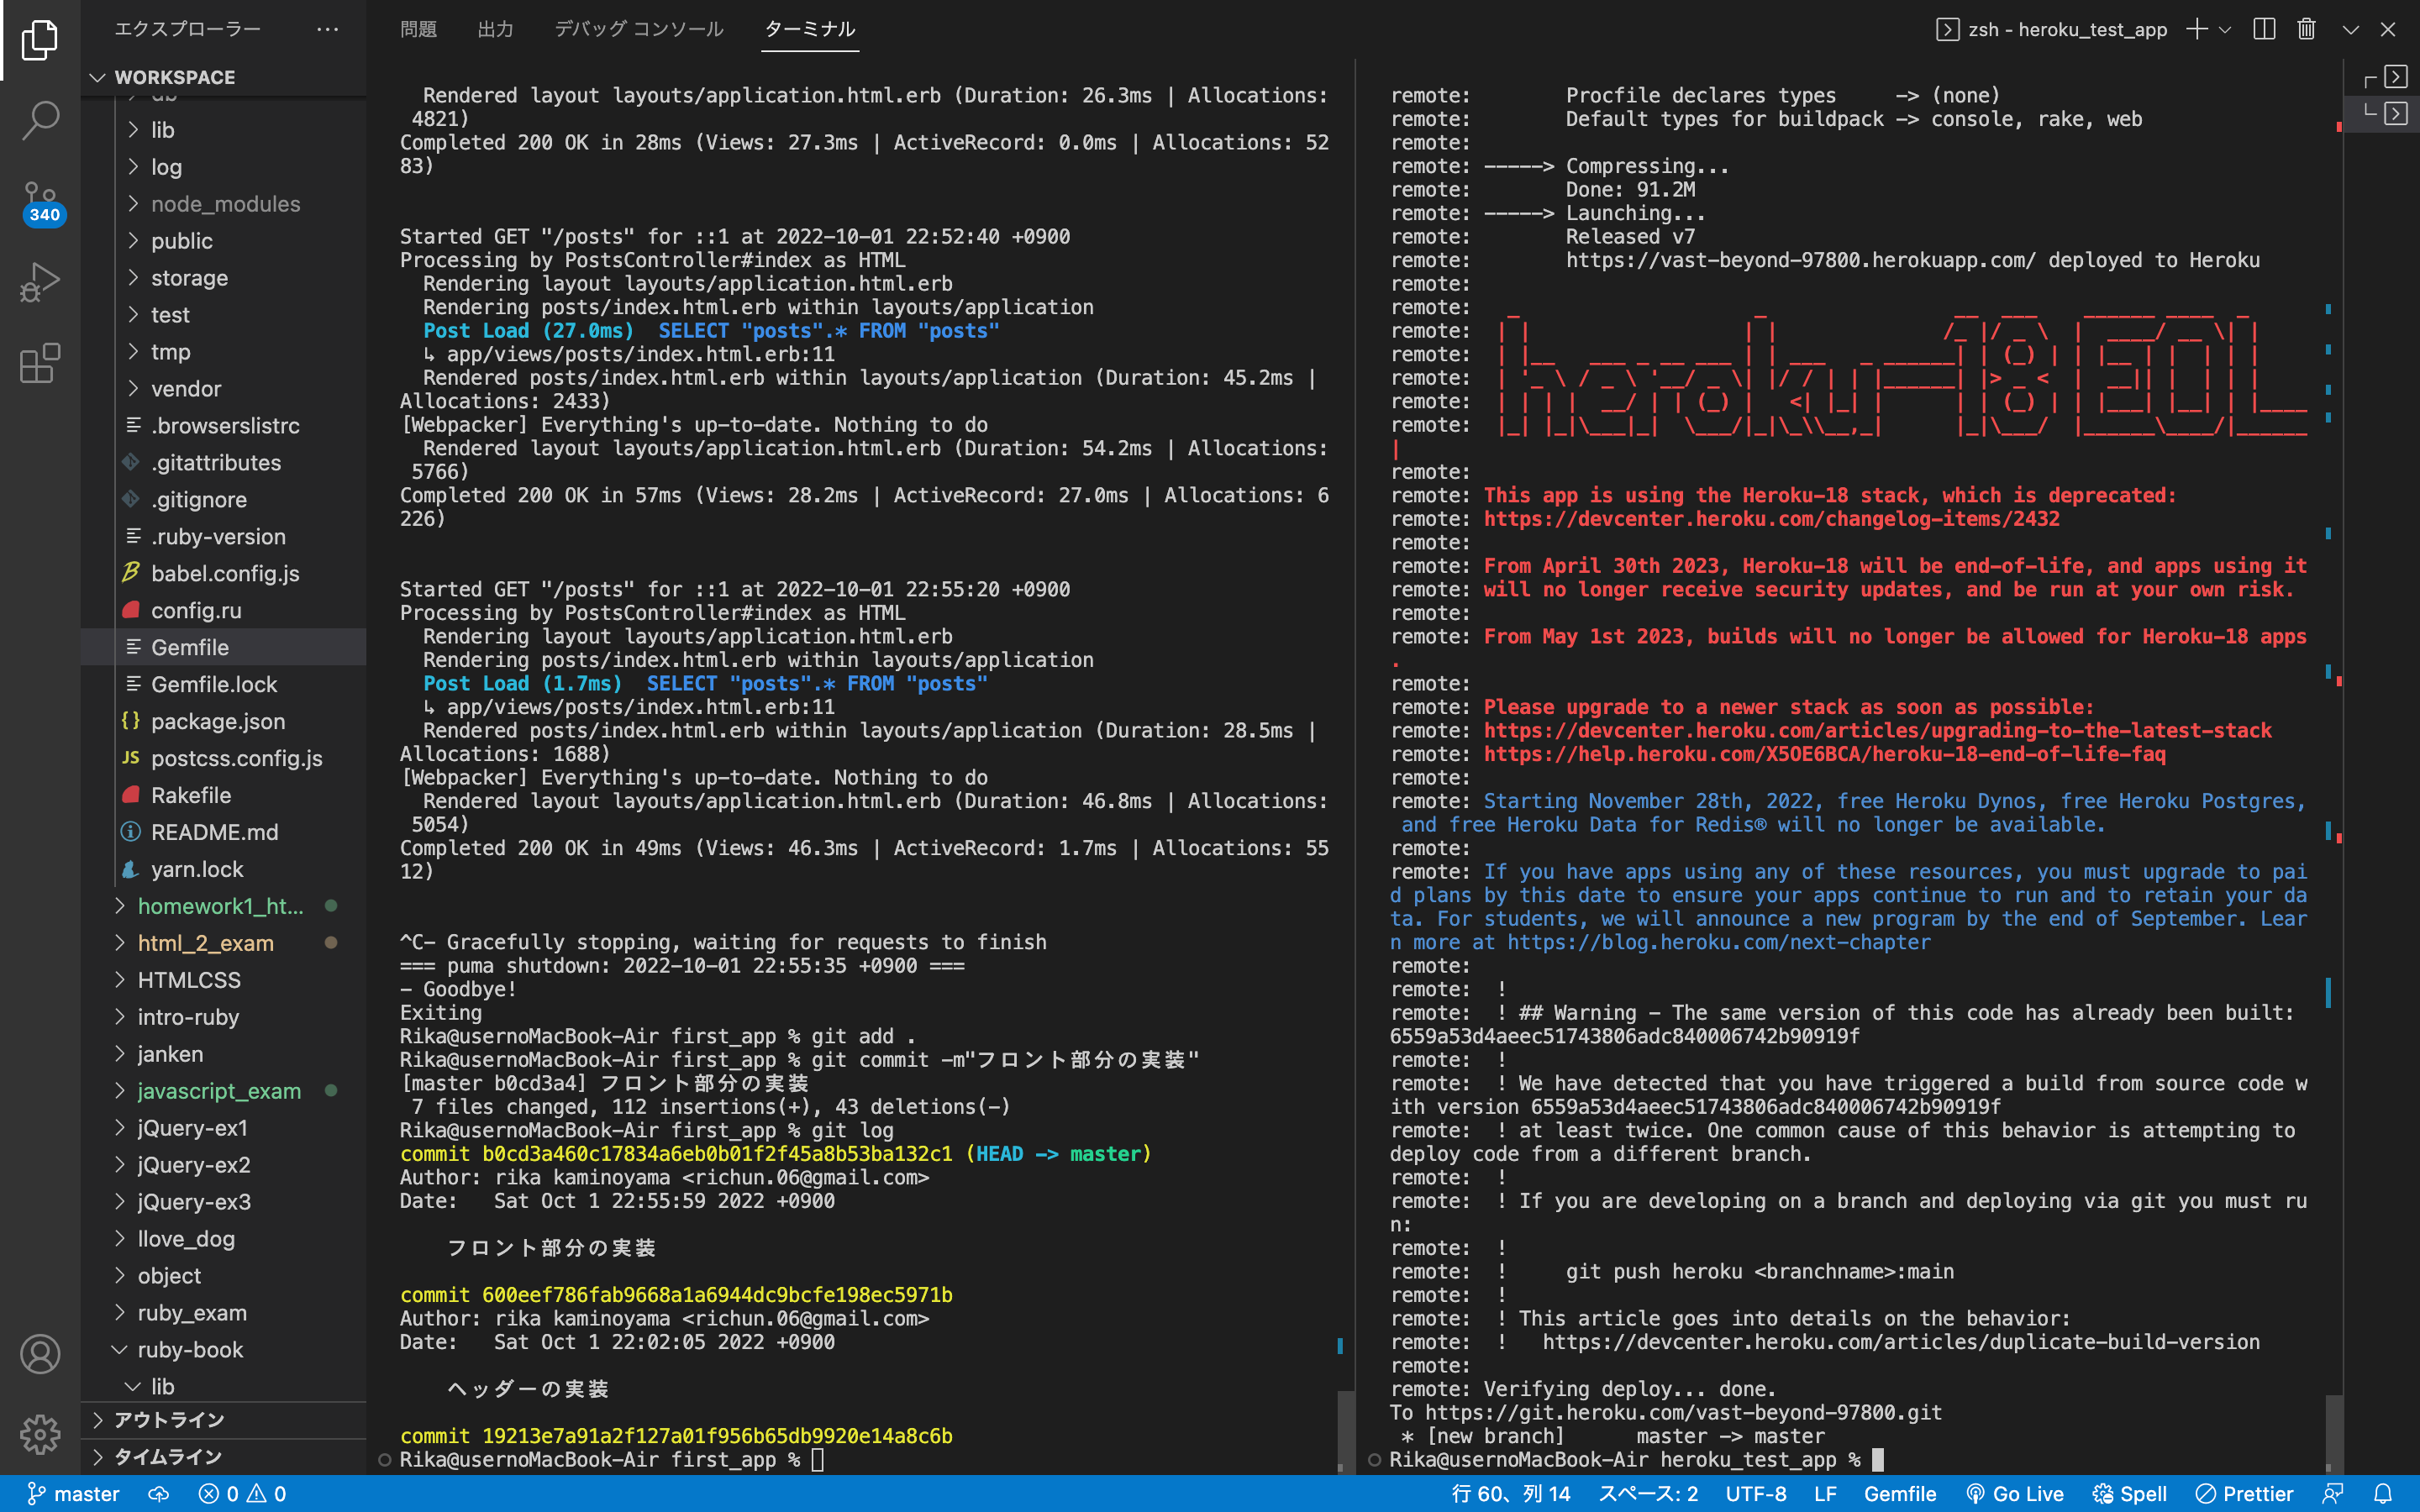 エクスプローラー
WORKSPACE
lib
log
node_modules
public
storage
test
tmp
vendor
.browserslistrc
.gitattributes
.gitignore
.ruby-version
babel.config.js
config.ru
Gemfile
Gemfile.lock
package.json
postcss.config.js
Rakefile
README.md
yarn.lock
homework1_ht...
html_2_exam
HTMLCSS
intro-ruby
janken
javascript_exam
jQuery-ex1
jQuery-ex2
jQuery-ex3
llove_dog
object
ruby_exam
ruby-book
lib
アウトライン
タイムライン
340
問題 出力 デバッグ コンソール ターミナル
zsh - heroku_test_app
  Rendered layout layouts/application.html.erb (Duration: 26.3ms | Allocations:
 4821)
Completed 200 OK in 28ms (Views: 27.3ms | ActiveRecord: 0.0ms | Allocations: 52
83)
Started GET "/posts" for ::1 at 2022-10-01 22:52:40 +0900
Processing by PostsController#index as HTML
  Rendering layout layouts/application.html.erb
  Rendering posts/index.html.erb within layouts/application
  Post Load (27.0ms)  SELECT "posts".* FROM "posts"
  ↳ app/views/posts/index.html.erb:11
  Rendered posts/index.html.erb within layouts/application (Duration: 45.2ms |
Allocations: 2433)
[Webpacker] Everything's up-to-date. Nothing to do
  Rendered layout layouts/application.html.erb (Duration: 54.2ms | Allocations:
 5766)
Completed 200 OK in 57ms (Views: 28.2ms | ActiveRecord: 27.0ms | Allocations: 6
226)
Started GET "/posts" for ::1 at 2022-10-01 22:55:20 +0900
Processing by PostsController#index as HTML
  Rendering layout layouts/application.html.erb
  Rendering posts/index.html.erb within layouts/application
  Post Load (1.7ms)  SELECT "posts".* FROM "posts"
  ↳ app/views/posts/index.html.erb:11
  Rendered posts/index.html.erb within layouts/application (Duration: 28.5ms |
Allocations: 1688)
[Webpacker] Everything's up-to-date. Nothing to do
  Rendered layout layouts/application.html.erb (Duration: 46.8ms | Allocations:
 5054)
Completed 200 OK in 49ms (Views: 46.3ms | ActiveRecord: 1.7ms | Allocations: 55
12)
^C- Gracefully stopping, waiting for requests to finish
=== puma shutdown: 2022-10-01 22:55:35 +0900 ===
- Goodbye!
Exiting
Rika@usernoMacBook-Air first_app % git add .
Rika@usernoMacBook-Air first_app % git commit -m"フロント部分の実装"
[master b0cd3a4] フロント部分の実装
 7 files changed, 112 insertions(+), 43 deletions(-)
Rika@usernoMacBook-Air first_app % git log
commit b0cd3a460c17834a6eb0b01f2f45a8b53ba132c1 (HEAD -> master)
Author: rika kaminoyama <richun.06@gmail.com>
Date:   Sat Oct 1 22:55:59 2022 +0900
    フロント部分の実装
commit 600eef786fab9668a1a6944dc9bcfe198ec5971b
Author: rika kaminoyama <richun.06@gmail.com>
Date:   Sat Oct 1 22:02:05 2022 +0900
    ヘッダーの実装
commit 19213e7a91a2f127a01f956b65db9920e14a8c6b
Rika@usernoMacBook-Air first_app %
remote:        Procfile declares types     -> (none)
remote:        Default types for buildpack -> console, rake, web
remote:
remote: -----> Compressing...
remote:        Done: 91.2M
remote: -----> Launching...
remote:        Released v7
remote:        https://vast-beyond-97800.herokuapp.com/ deployed to Heroku
remote:
remote:
remote:
remote:
remote: heroku-18 EOL
remote:
remote:
remote:
remote: This app is using the Heroku-18 stack, which is deprecated:
remote: https://devcenter.heroku.com/changelog-items/2432
remote:
remote: From April 30th 2023, Heroku-18 will be end-of-life, and apps using it
remote: will no longer receive security updates, and be run at your own risk.
remote:
remote: From May 1st 2023, builds will no longer be allowed for Heroku-18 apps
.
remote:
remote: Please upgrade to a newer stack as soon as possible:
remote: https://devcenter.heroku.com/articles/upgrading-to-the-latest-stack
remote: https://help.heroku.com/X5OE6BCA/heroku-18-end-of-life-faq
remote:
remote: Starting November 28th, 2022, free Heroku Dynos, free Heroku Postgres,
 and free Heroku Data for Redis® will no longer be available.
remote:
remote: If you have apps using any of these resources, you must upgrade to pai
d plans by this date to ensure your apps continue to run and to retain your da
ta. For students, we will announce a new program by the end of September. Lear
n more at https://blog.heroku.com/next-chapter
remote:
remote:  !
remote:  ! ## Warning - The same version of this code has already been built:
6559a53d4aeec51743806adc840006742b90919f
remote:  !
remote:  ! We have detected that you have triggered a build from source code w
ith version 6559a53d4aeec51743806adc840006742b90919f
remote:  ! at least twice. One common cause of this behavior is attempting to
deploy code from a different branch.
remote:  !
remote:  ! If you are developing on a branch and deploying via git you must ru
n:
remote:  !
remote:  !     git push heroku <branchname>:main
remote:  !
remote:  ! This article goes into details on the behavior:
remote:  !   https://devcenter.heroku.com/articles/duplicate-build-version
remote:
remote: Verifying deploy... done.
To https://git.heroku.com/vast-beyond-97800.git
 * [new branch]      master -> master
Rika@usernoMacBook-Air heroku_test_app %
master 0 0 行 60、列 14 スペース: 2 UTF-8 LF Gemfile Go Live Spell Prettier